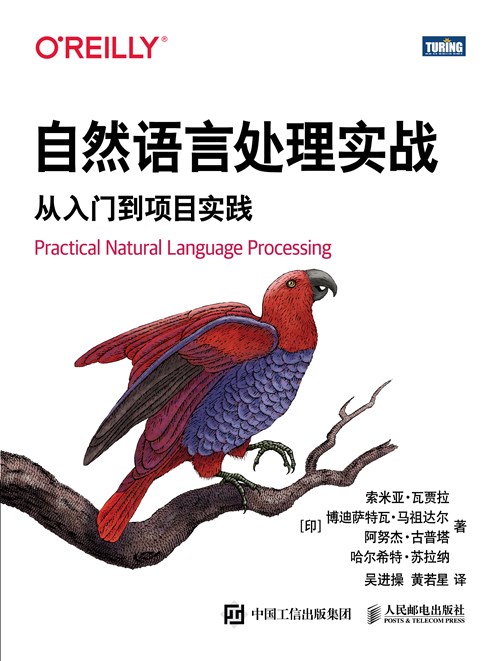 O'REILLY®
TURING
自然语言处理实战
从入门到项目实践
Practical Natural Language Processing
索米亚·瓦贾拉
[印] 博迪萨特瓦·马祖达尔 著
阿努杰·古普塔
哈尔希特·苏拉纳
吴进操 黄若星 译
中国工信出版集团
人民邮电出版社
POSTS & TELECOM PRESS